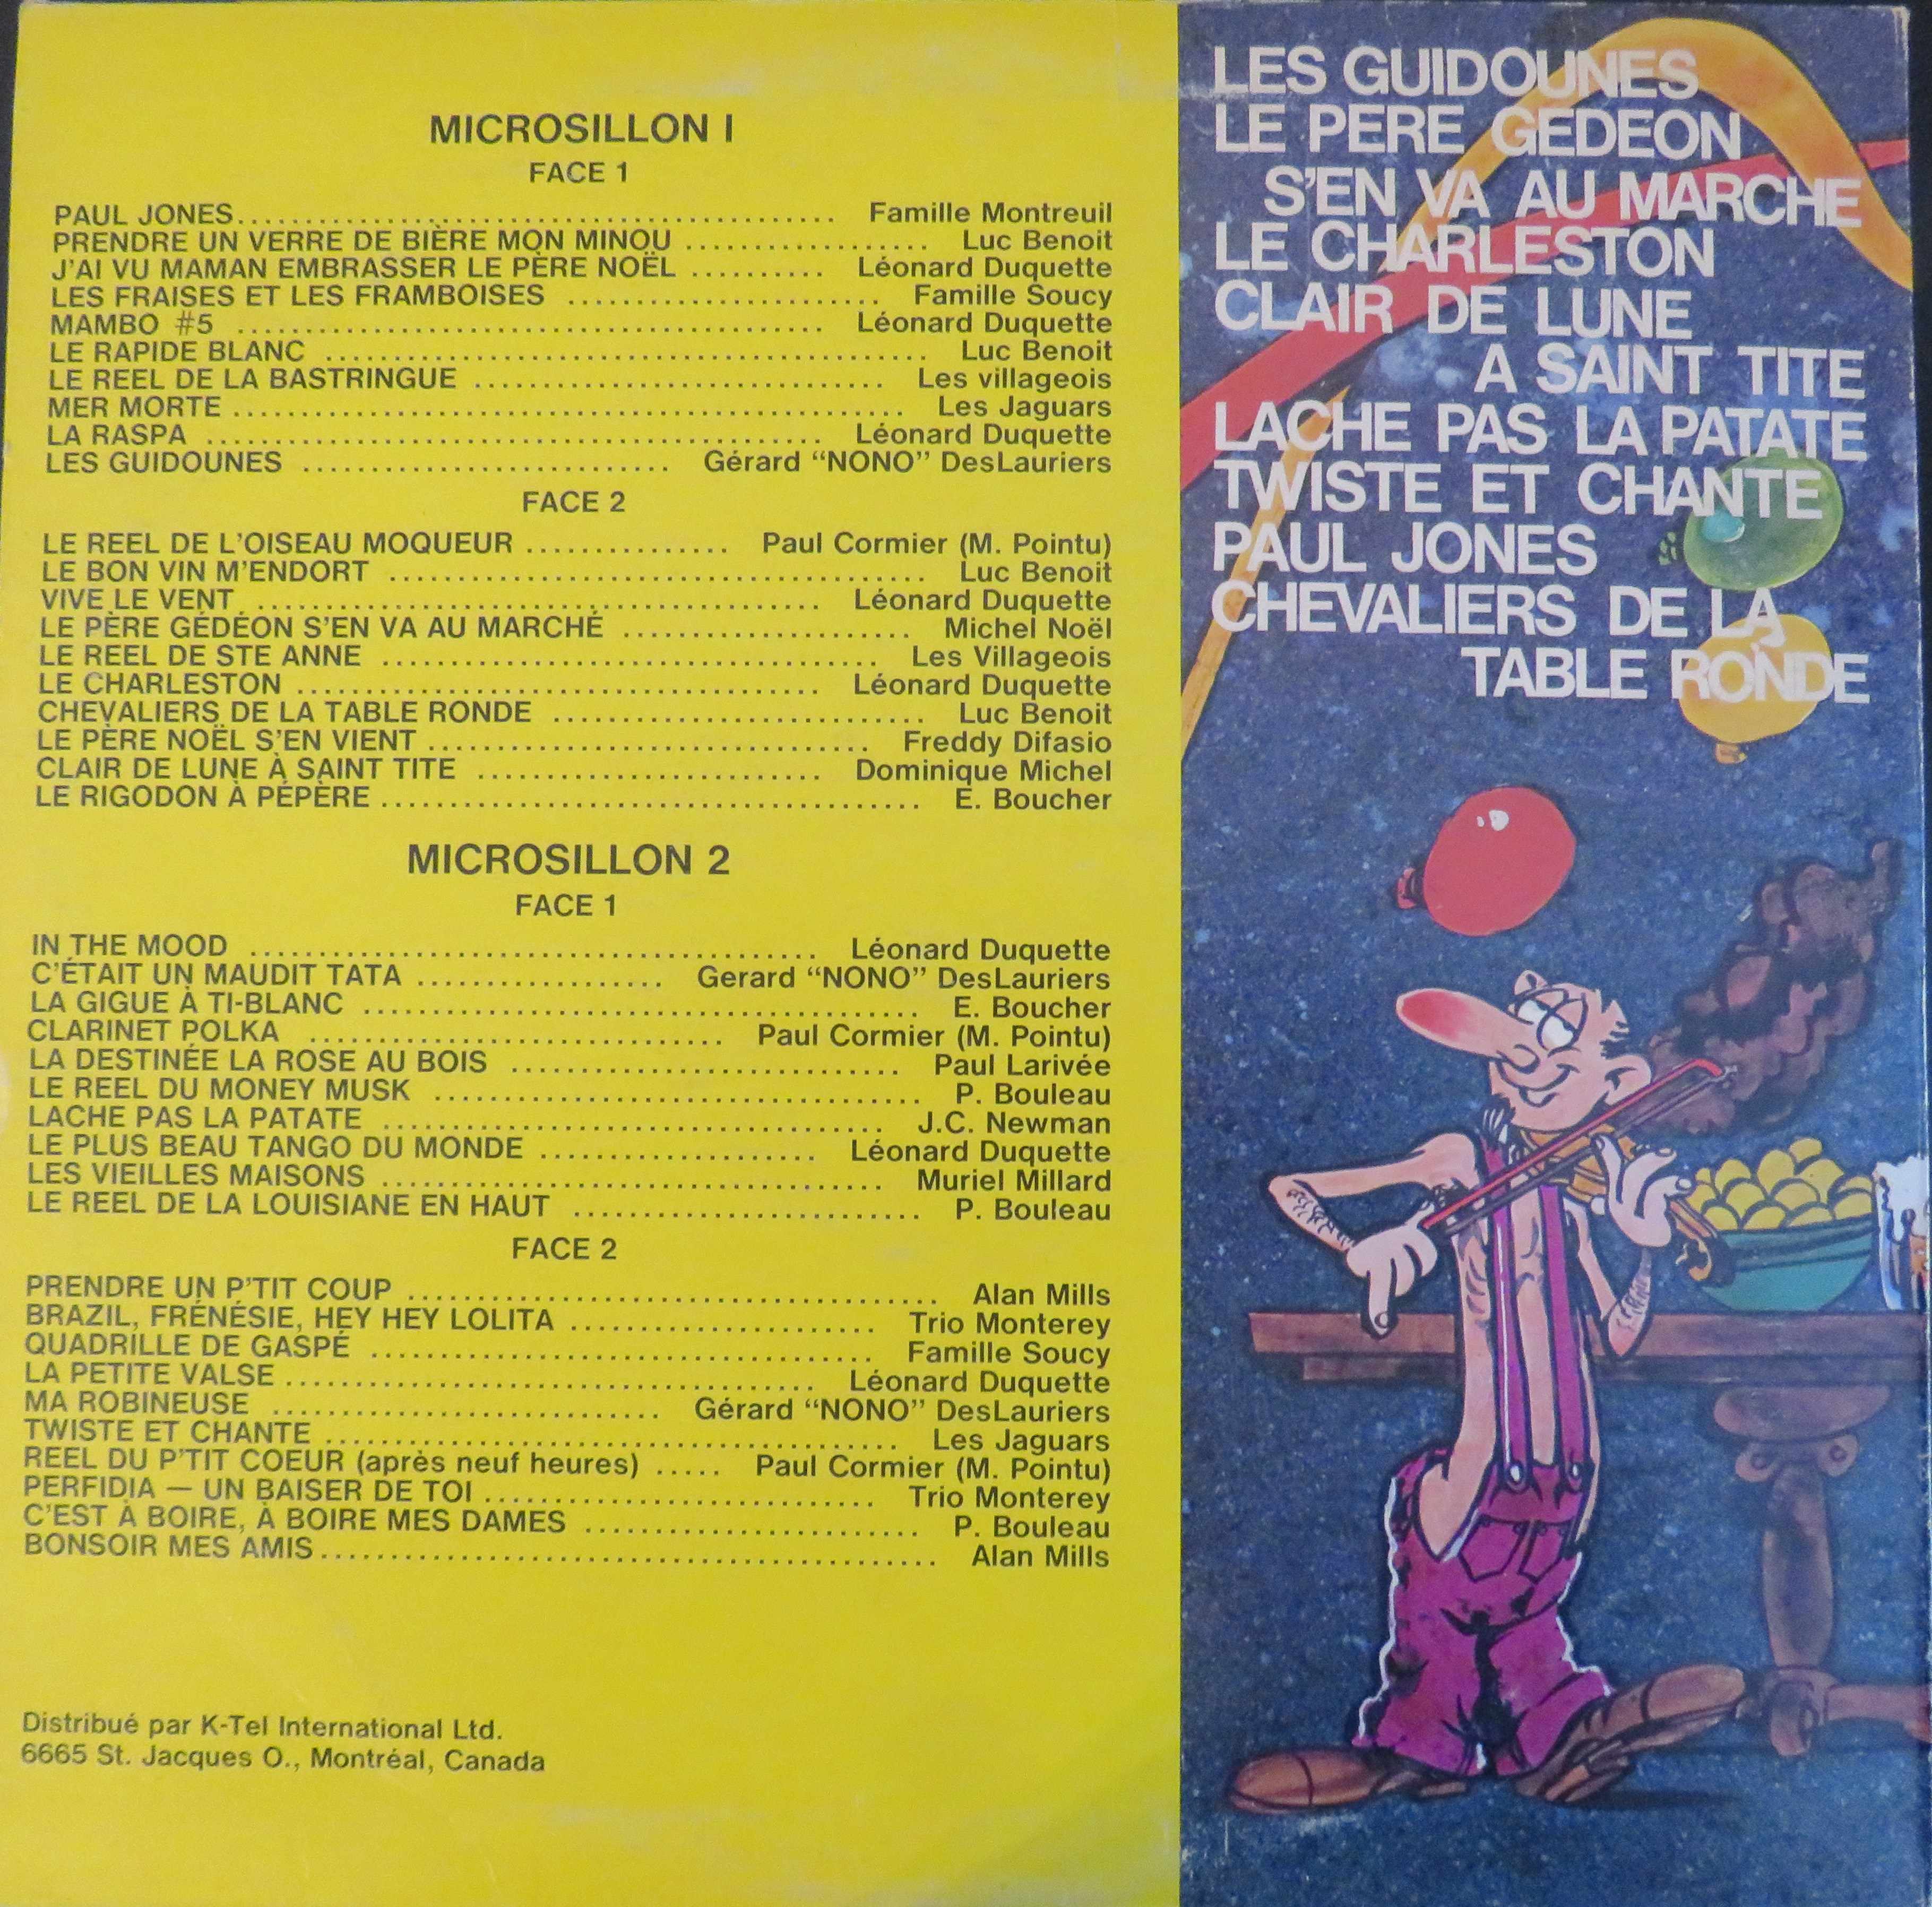 MICROSILLON I
FACE 1
PAUL JONES........................................ Famille Montreuil
PRENDRE UN VERRE DE BIÈRE MON MINOU .................. Luc Benoit
J'AI VU MAMAN EMBRASSER LE PÈRE NOËL .......... Léonard Duquette
LES FRAISES ET LES FRAMBOISES ....................... Famille Soucy
MAMBO #5 ........................................... Léonard Duquette
LE RAPIDE BLANC ............................................ Luc Benoit
LE REEL DE LA BASTRINGUE .............................. Les villageois
MER MORTE ................................................. Les Jaguars
LA RASPA ............................................. Léonard Duquette
LES GUIDOUNES ........................... Gérard “NONO” DesLauriers
FACE 2
LE REEL DE L'OISEAU MOQUEUR ............... Paul Cormier (M. Pointu)
LE BON VIN M'ENDORT ....................................... Luc Benoit
VIVE LE VENT ......................................... Léonard Duquette
LE PÈRE GÉDÉON S'EN VA AU MARCHÉ ..................... Michel Noël
LE REEL DE STE ANNE .................................... Les Villageois
LE CHARLESTON ...................................... Léonard Duquette
CHEVALIERS DE LA TABLE RONDE ........................... Luc Benoit
LE PÈRE NOËL S'EN VIENT ................................ Freddy Difasio
CLAIR DE LUNE À SAINT TITE ......................... Dominique Michel
LE RIGODON À PÉPÈRE ....................................... E. Boucher
MICROSILLON 2
FACE 1
IN THE MOOD ......................................... Léonard Duquette
C'ÉTAIT UN MAUDIT TATA .................. Gerard “NONO” DesLauriers
LA GIGUE À TI-BLANC ........................................ E. Boucher
CLARINET POLKA .............................. Paul Cormier (M. Pointu)
LA DESTINÉE LA ROSE AU BOIS ............................ Paul Larivée
LE REEL DU MONEY MUSK .................................... P. Bouleau
LACHE PAS LA PATATE ..................................... J.C. Newman
LE PLUS BEAU TANGO DU MONDE .................... Léonard Duquette
LES VIEILLES MAISONS ..................................... Muriel Millard
LE REEL DE LA LOUISIANE EN HAUT .......................... P. Bouleau
FACE 2
PRENDRE UN P'TIT COUP ....................................... Alan Mills
BRAZIL, FRÉNÉSIE, HEY HEY LOLITA ...................... Trio Monterey
QUADRILLE DE GASPÉ ..................................... Famille Soucy
LA PETITE VALSE ....................................... Léonard Duquette
MA ROBINEUSE ............................ Gérard “NONO” DesLauriers
TWISTE ET CHANTE .......................................... Les Jaguars
REEL DU P'TIT COEUR (après neuf heures) ..... Paul Cormier (M. Pointu)
PERFIDIA — UN BAISER DE TOI ............................. Trio Monterey
C'EST À BOIRE, À BOIRE MES DAMES ......................... P. Bouleau
BONSOIR MES AMIS............................................. Alan Mills
Distribué par K-Tel International Ltd.
6665 St. Jacques O., Montréal, Canada
LES GUIDOUNES
LE PERE GEDEON
S'EN VA AU MARCHE
LE CHARLESTON
CLAIR DE LUNE
A SAINT TITE
LACHE PAS LA PATATE
TWISTE ET CHANTE
PAUL JONES
CHEVALIERS DE LA
TABLE RONDE